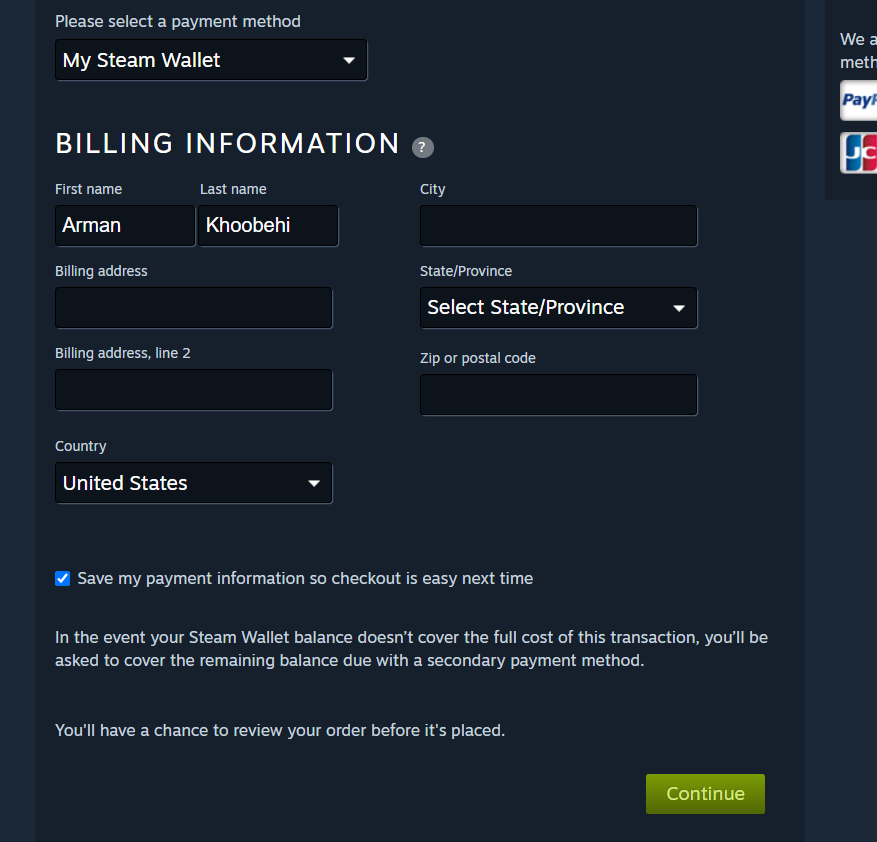 Please select a payment method
My Steam Wallet
We a
meth
PayP
JC
BILLING INFORMATION ?
First name
Last name
City
Arman
Khoobehi
Billing address
State/Province
Select State/Province
Billing address, line 2
Zip or postal code
Country
United States
Save my payment information so checkout is easy next time
In the event your Steam Wallet balance doesn’t cover the full cost of this transaction, you’ll be
asked to cover the remaining balance due with a secondary payment method.
You'll have a chance to review your order before it's placed.
Continue